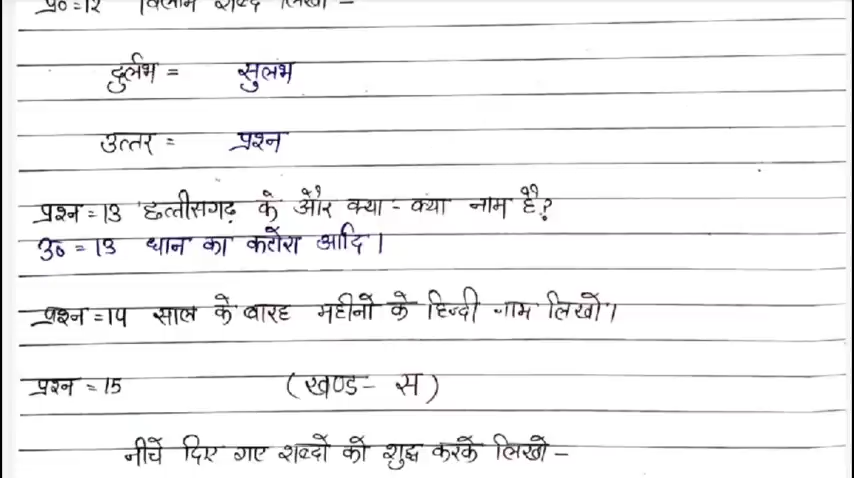 प्र०=12 विलोम शब्द लिखो -
दुर्लभ = सुलभ
उत्तर = प्रश्न
प्रश्न=13 छत्तीसगढ़ के और क्या - क्या नाम है?
उ०=13 धान का कटोरा आदि।
प्रश्न=14 साल के बारह महीनों के हिन्दी नाम लिखों।
प्रश्न=15 (खण्ड- स)
नीचे दिए गए शब्दों को शुद्ध करके लिखो -